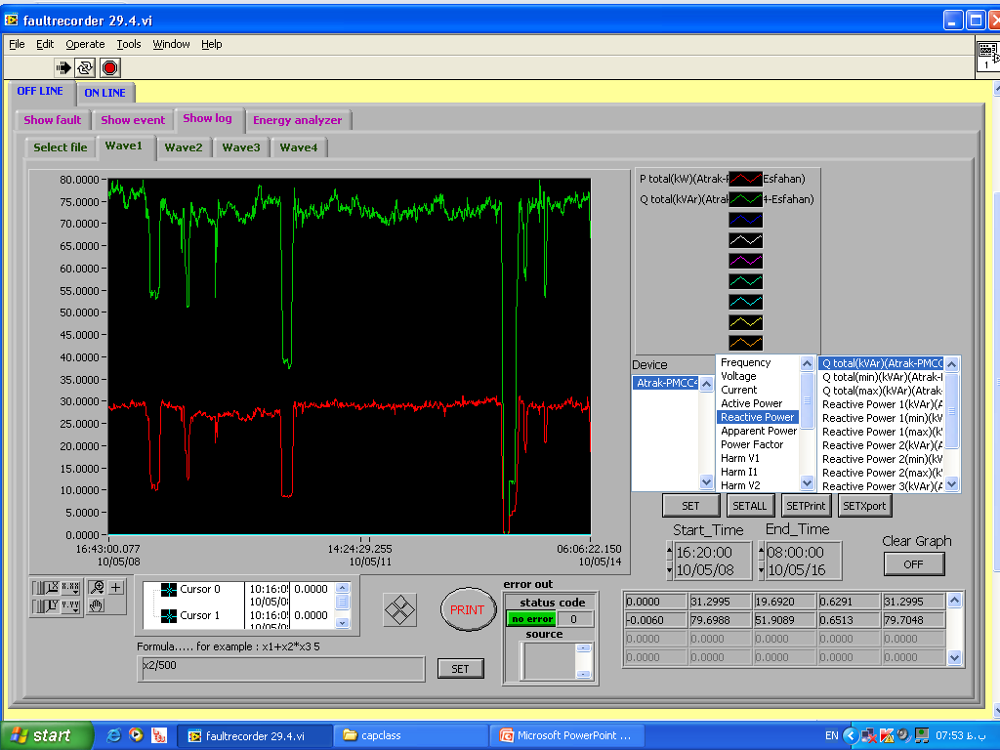 faultrecorder 29.4.vi
File Edit Operate Tools Window Help
1
OFF LINE ON LINE
Show fault Show event Show log Energy analyzer
Select file Wave1 Wave2 Wave3 Wave4
80.0000
75.0000
70.0000
65.0000
60.0000
55.0000
50.0000
45.0000
40.0000
35.0000
30.0000
25.0000
20.0000
15.0000
10.0000
5.0000
0.0000
16:43:00.077 14:24:29.255 06:06:22.150
10/05/08 10/05/11 10/05/14
P total(kW)(Atrak- Esfahan)
Q total(kVAr)(Atra 4-Esfahan)
Device
Atrak-PMCC4
Frequency
Voltage
Current
Active Power
Reactive Power
Apparent Power
Power Factor
Harm V1
Harm I1
Harm V2
Q total(kVAr)(Atrak-PMCC
Q total(min)(kVAr)(Atrak-
Q total(max)(kVAr)(Atrak-
Reactive Power 1(kVAr)(A
Reactive Power 1(min)(kV
Reactive Power 1(max)(k
Reactive Power 2(kVAr)(A
Reactive Power 2(min)(kV
Reactive Power 2(max)(k
Reactive Power 3(kVAr)(A
SET SETALL SETPrint SETXport
Start_Time End_Time
16:20:00 08:00:00
10/05/08 10/05/16
Clear Graph
OFF
X X.XX
Y Y.YY
Cursor 0 10:16:0 0.0000
10/05/0
Cursor 1 10:16:0 0.0000
10/05/0
PRINT
error out
status code
no error 0
source
0.0000 31.2995 19.6920 0.6291 31.2995
-0.0060 79.6988 51.9089 0.6513 79.7048
0.0000 0.0000 0.0000 0.0000 0.0000
0.0000 0.0000 0.0000 0.0000 0.0000
Formula..... for example : x1+x2*x3 5
x2/500
SET
start
faultrecorder 29.4.vi
capclass
Microsoft PowerPoint ...
EN
07:53 ب.ظ